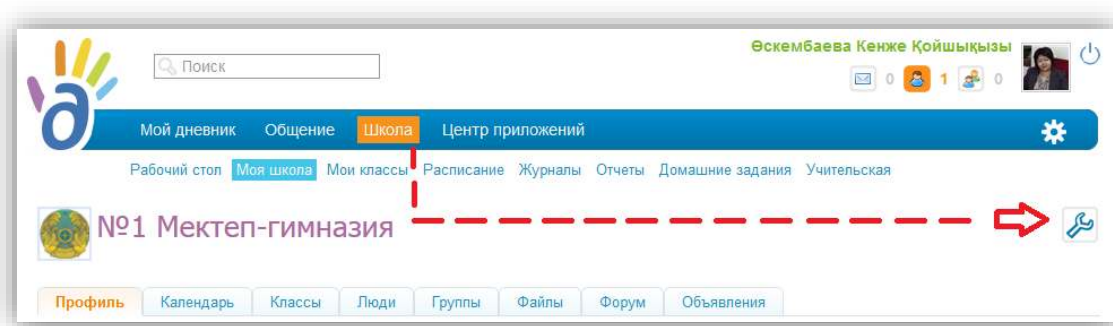 Өскембаева Кенже Қойшықызы
Поиск
0 1 0
Мой дневник Общение Школа Центр приложений
Рабочий стол Моя школа Мои классы Расписание Журналы Отчеты Домашние задания Учительская
№1 Мектеп-гимназия
Профиль Календарь Классы Люди Группы Файлы Форум Объявления